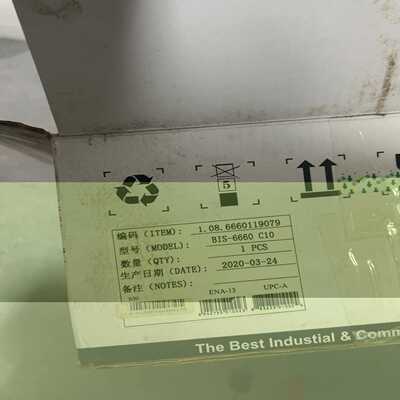 5
编码(ITEM): 1.08.6660119079
型号(MODEL): BIS-6660 C10
数量(QTY): 1 PCS
生产日期(DATE): 2020-03-24
备注(NOTES):
ENA-13 UPC-A
The Best Industial & Comm